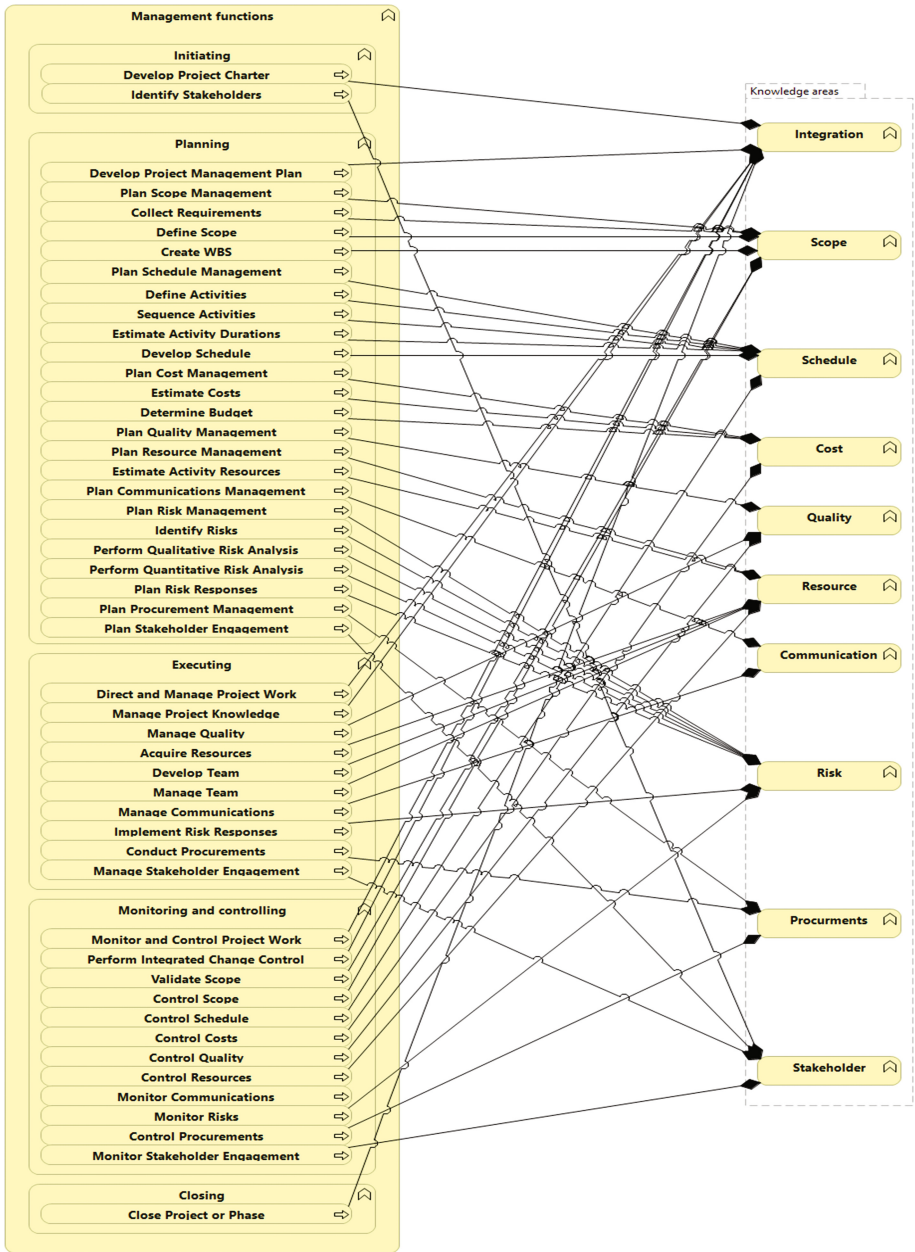 Management functions
Initiating
Develop Project Charter
Identify Stakeholders
Planning
Develop Project Management Plan
Plan Scope Management
Collect Requirements
Define Scope
Create WBS
Plan Schedule Management
Define Activities
Sequence Activities
Estimate Activity Durations
Develop Schedule
Plan Cost Management
Estimate Costs
Determine Budget
Plan Quality Management
Plan Resource Management
Estimate Activity Resources
Plan Communications Management
Plan Risk Management
Identify Risks
Perform Qualitative Risk Analysis
Perform Quantitative Risk Analysis
Plan Risk Responses
Plan Procurement Management
Plan Stakeholder Engagement
Executing
Direct and Manage Project Work
Manage Project Knowledge
Manage Quality
Acquire Resources
Develop Team
Manage Team
Manage Communications
Implement Risk Responses
Conduct Procurements
Manage Stakeholder Engagement
Monitoring and controlling
Monitor and Control Project Work
Perform Integrated Change Control
Validate Scope
Control Scope
Control Schedule
Control Costs
Control Quality
Control Resources
Monitor Communications
Monitor Risks
Control Procurements
Monitor Stakeholder Engagement
Closing
Close Project or Phase
Knowledge areas
Integration
Scope
Schedule
Cost
Quality
Resource
Communication
Risk
Procurments
Stakeholder